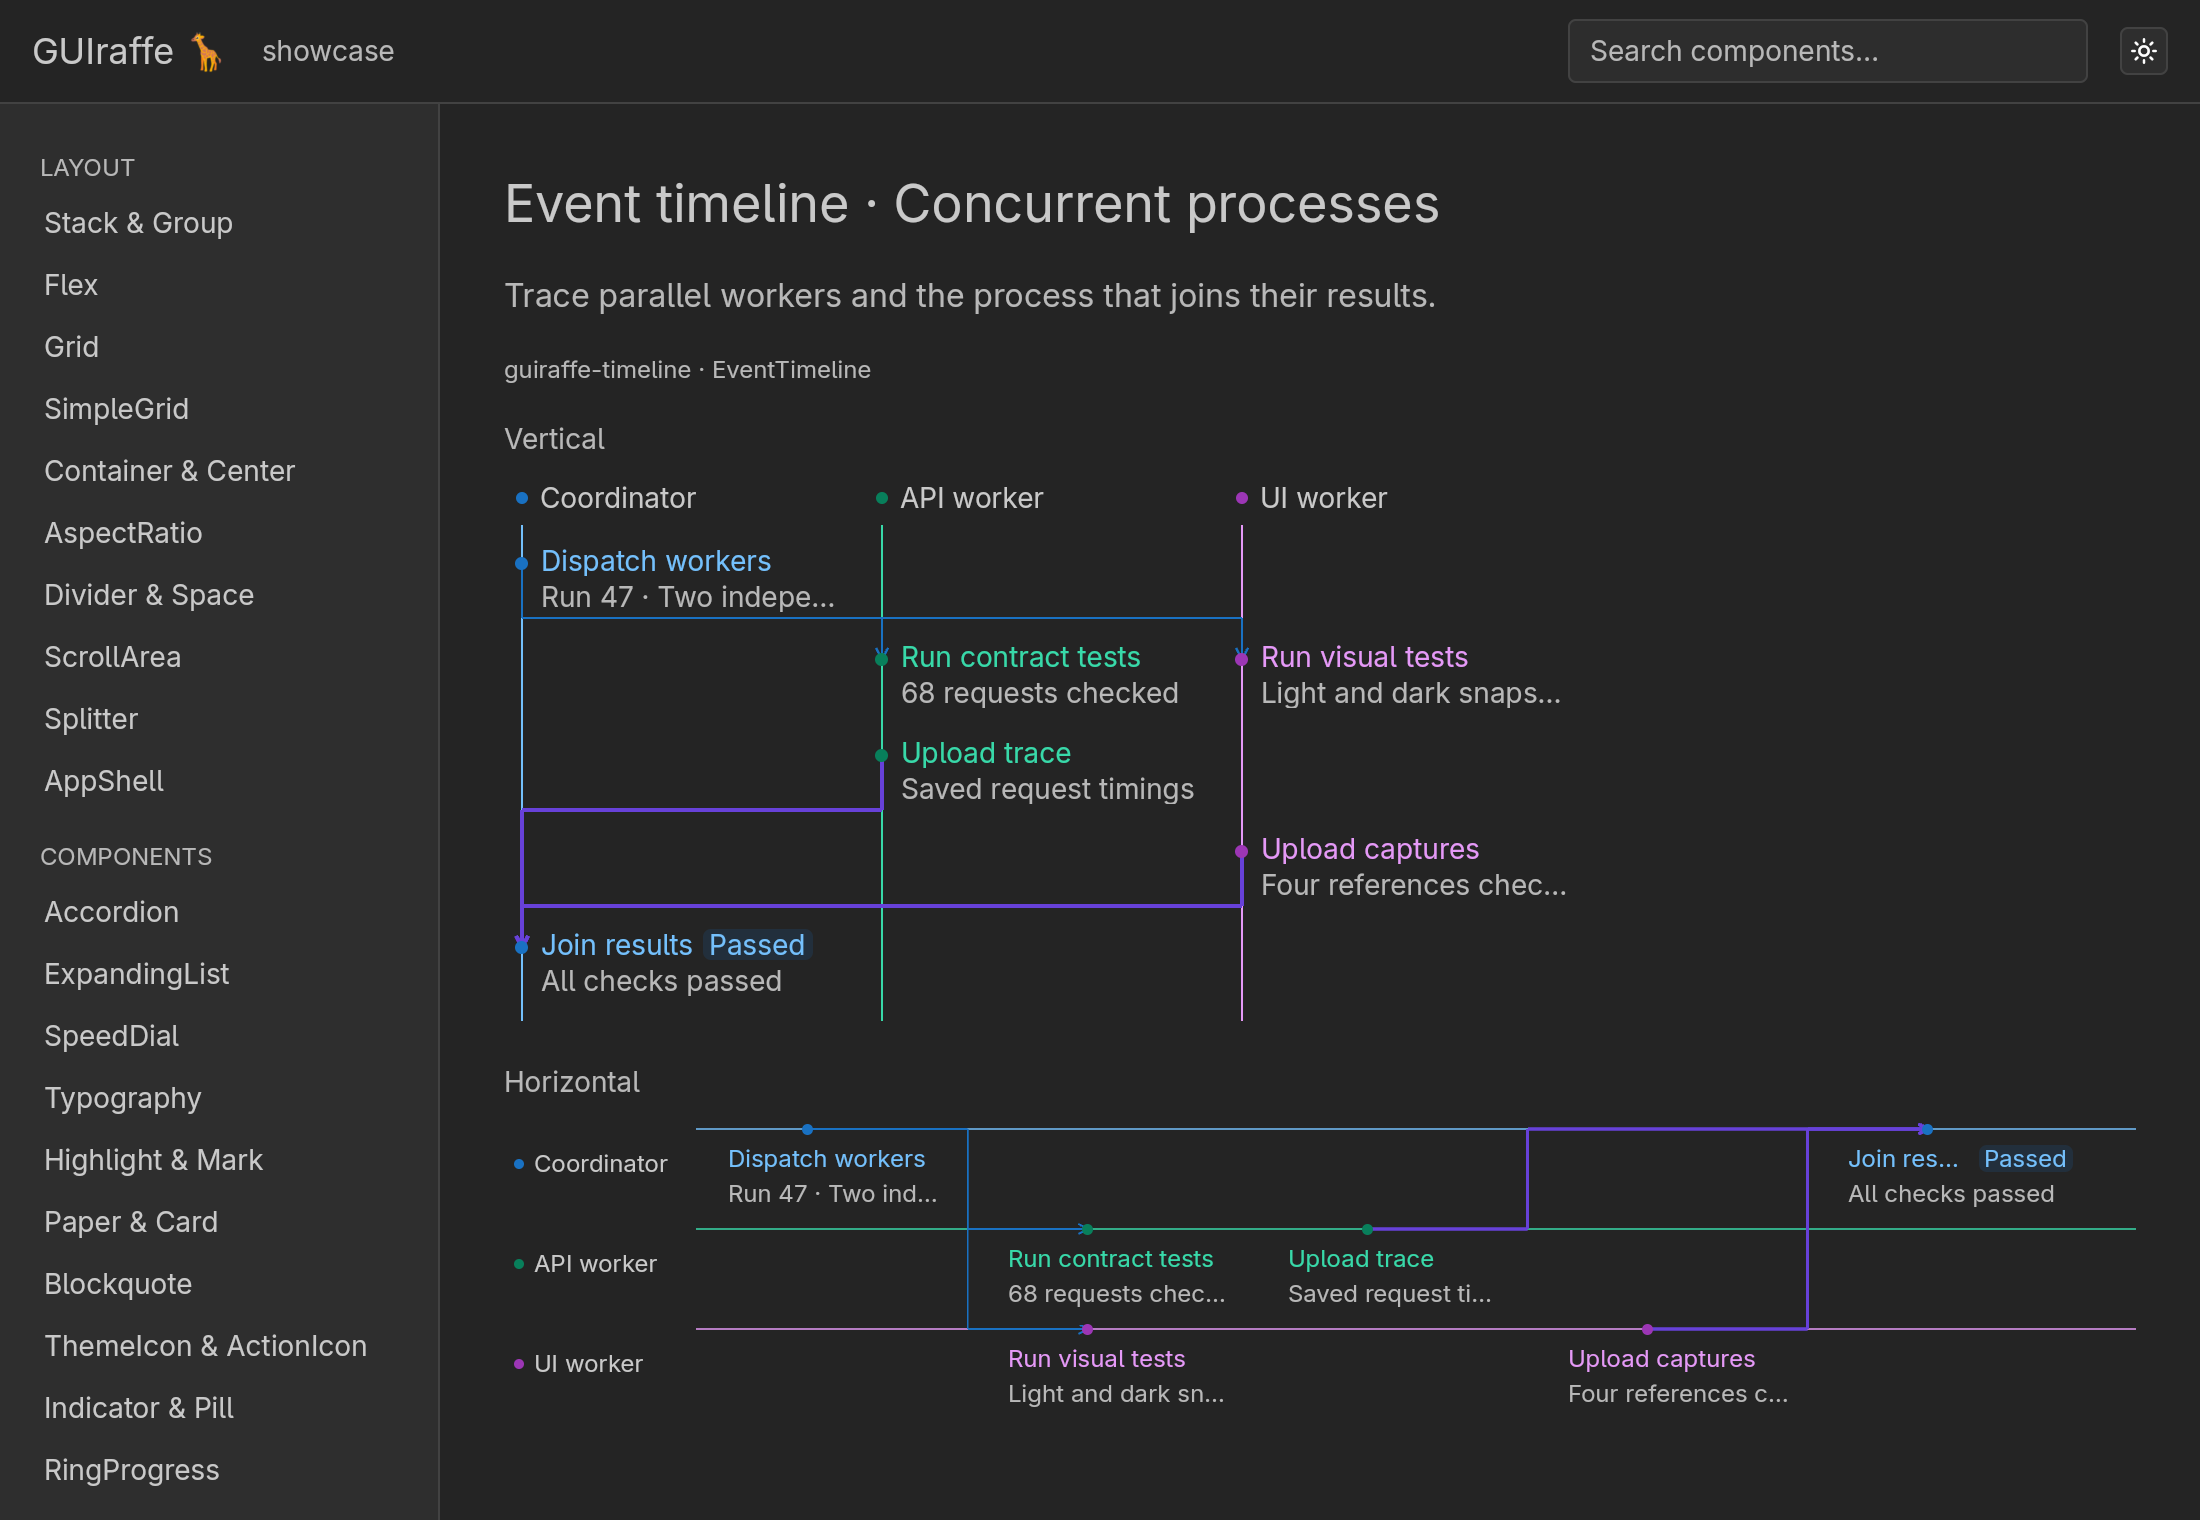 GUIraffe 🦒 showcase
Search components...
LAYOUT
Stack & Group
Flex
Grid
SimpleGrid
Container & Center
AspectRatio
Divider & Space
ScrollArea
Splitter
AppShell
COMPONENTS
Accordion
ExpandingList
SpeedDial
Typography
Highlight & Mark
Paper & Card
Blockquote
ThemeIcon & ActionIcon
Indicator & Pill
RingProgress
Event timeline · Concurrent processes
Trace parallel workers and the process that joins their results.
guiraffe-timeline · EventTimeline
Vertical
Coordinator
API worker
UI worker
Dispatch workers
Run 47 · Two indepe...
Run contract tests
68 requests checked
Run visual tests
Light and dark snaps...
Upload trace
Saved request timings
Upload captures
Four references chec...
Join results Passed
All checks passed
Horizontal
Coordinator
Dispatch workers
Run 47 · Two ind...
Join res... Passed
All checks passed
API worker
Run contract tests
68 requests chec...
Upload trace
Saved request ti...
UI worker
Run visual tests
Light and dark sn...
Upload captures
Four references c...